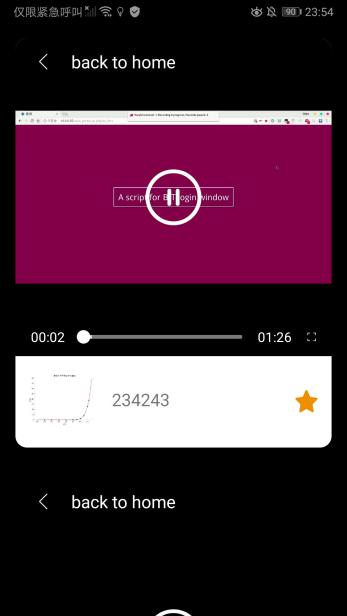 仅限紧急呼叫
90
23:54
back to home
A script for BIT login window
00:02
01:26
234243
back to home